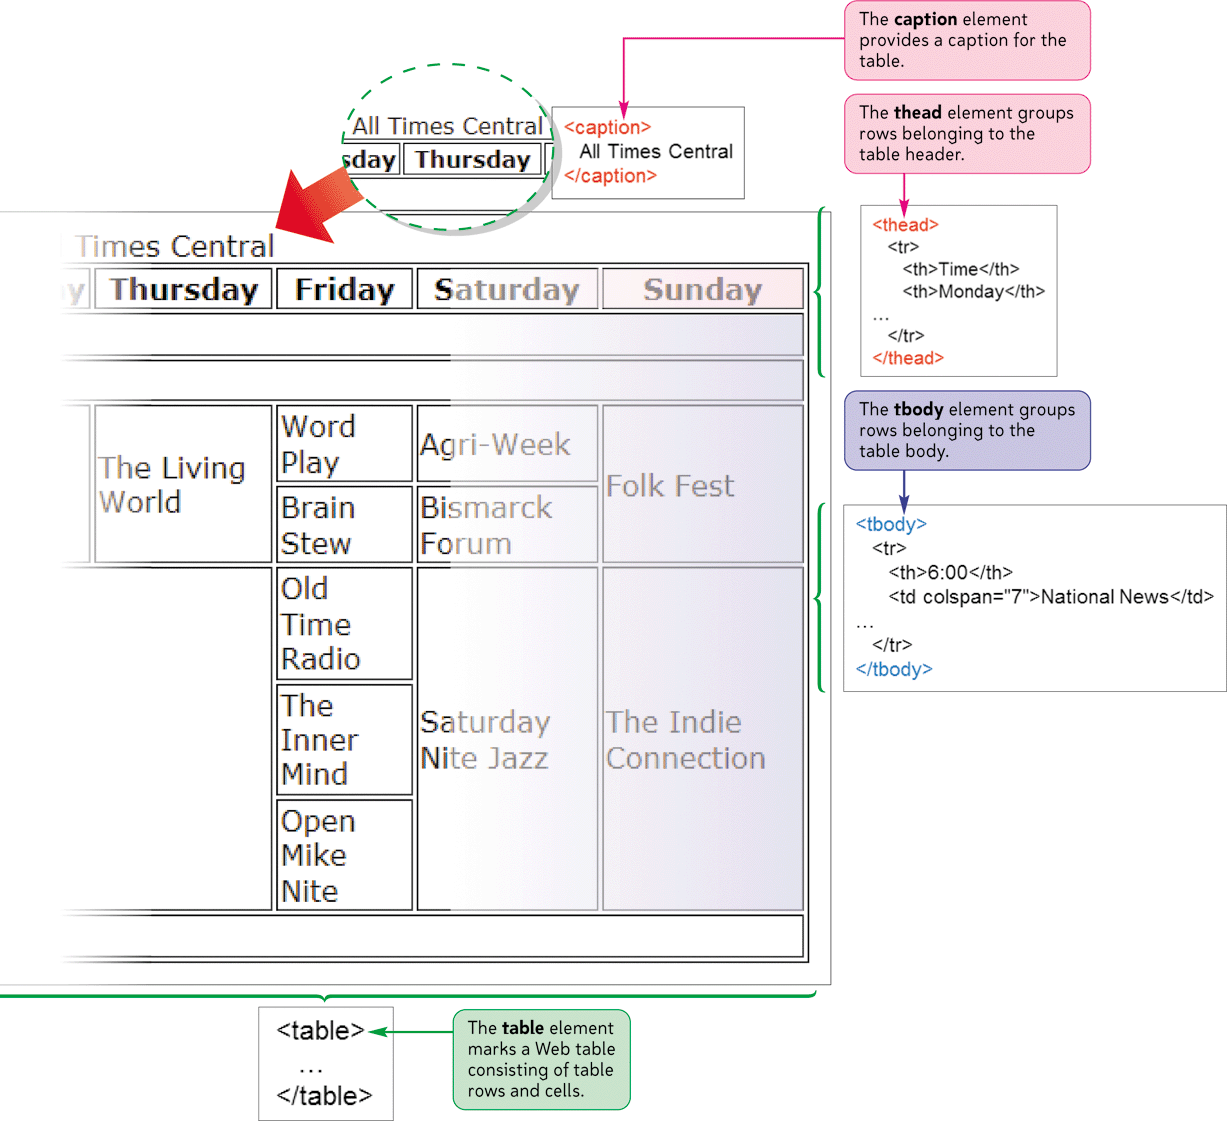 The caption element
provides a caption for the
table.
All Times Central
sday Thursday
<caption>
All Times Central
</caption>
The thead element groups
rows belonging to the
table header.
<thead>
<tr>
<th>Time</th>
<th>Monday</th>
...
</tr>
</thead>
Times Central
y Thursday Friday Saturday Sunday
The Living
World
Word
Play
Brain
Stew
Agri-Week
Bismarck
Forum
Folk Fest
Old
Time
Radio
The
Inner
Mind
Open
Mike
Nite
Saturday
Nite Jazz
The Indie
Connection
The tbody element groups
rows belonging to the
table body.
<tbody>
<tr>
<th>6:00</th>
<td colspan="7">National News</td>
...
</tr>
</tbody>
<table>
...
</table>
The table element
marks a Web table
consisting of table
rows and cells.